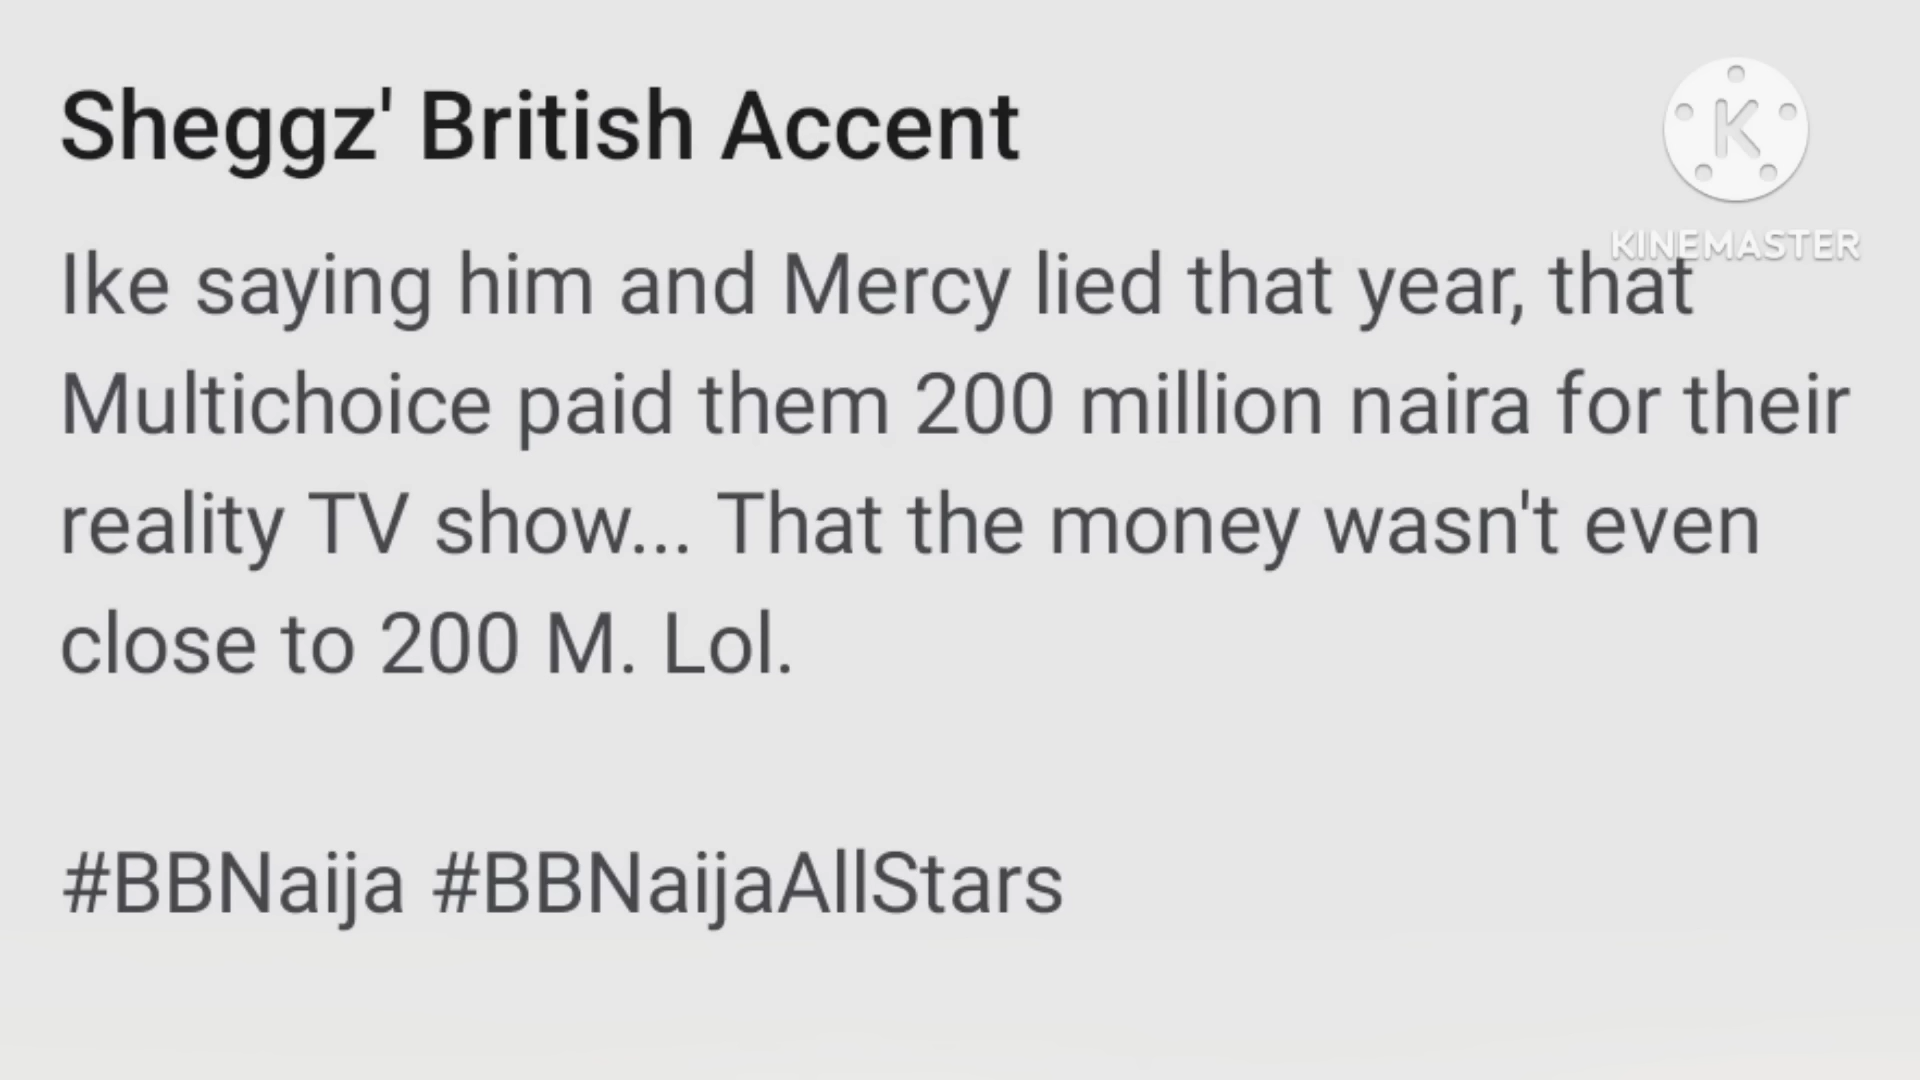 Sheggz' British Accent
K
KINEMASTER
Ike saying him and Mercy lied that year, that
Multichoice paid them 200 million naira for their
reality TV show... That the money wasn't even
close to 200 M. Lol.
#BBNaija #BBNaijaAllStars